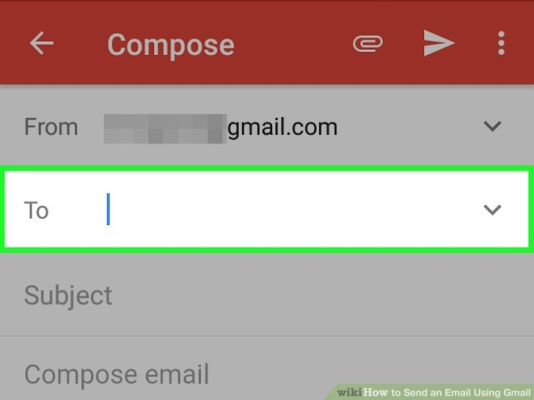 Compose
From gmail.com
To
Subject
Compose email
wikiHow to Send an Email Using Gmail